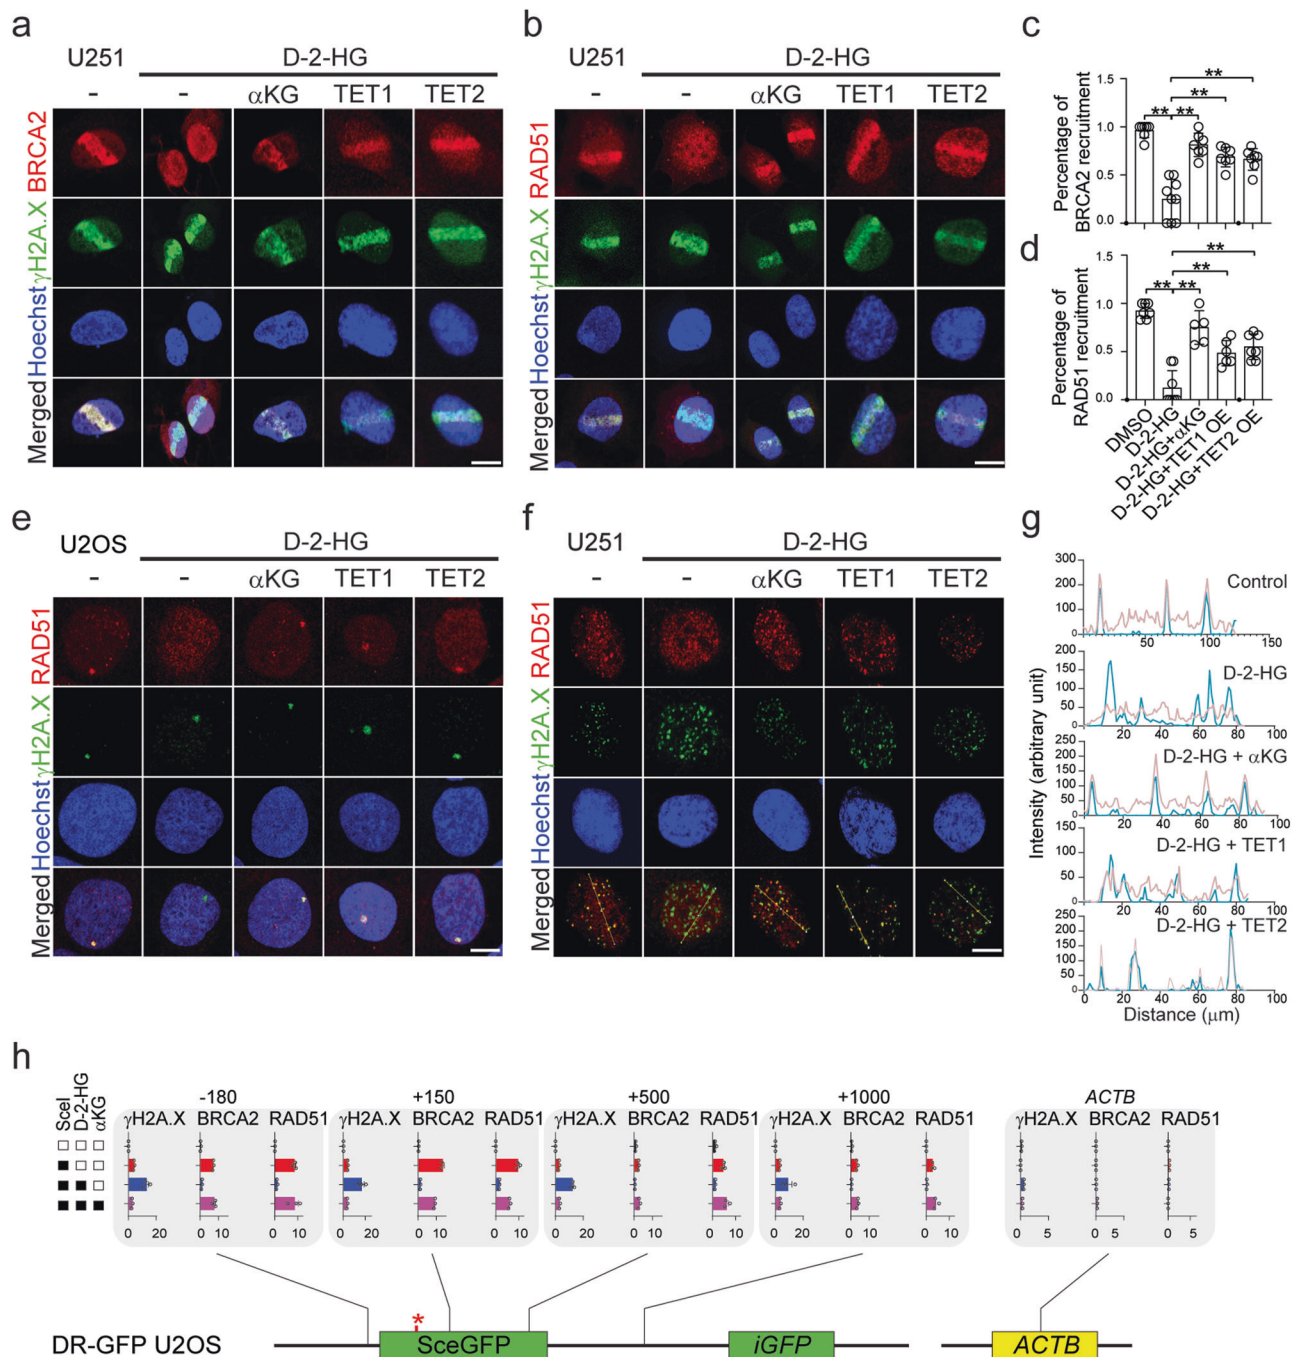 a
U251 D-2-HG
- - αKG TET1 TET2
BRCA2
γH2A.X
Hoechst
Merged
b
U251 D-2-HG
- - αKG TET1 TET2
RAD51
γH2A.X
Hoechst
Merged
c
Percentage of
BRCA2 recruitment
1.5
1.0
0.5
0.0
** ** ** **
d
Percentage of
RAD51 recruitment
1.5
1.0
0.5
0.0
** ** ** **
DMSO
D-2-HG
D-2-HG+αKG
D-2-HG+TET1 OE
D-2-HG+TET2 OE
e
U2OS D-2-HG
- - αKG TET1 TET2
RAD51
γH2A.X
Hoechst
Merged
f
U251 D-2-HG
- - αKG TET1 TET2
RAD51
γH2A.X
Hoechst
Merged
g
Intensity (arbitrary unit)
Control
300
200
100
0
50 100 150
D-2-HG
200
150
100
50
0
20 40 60 80 100
D-2-HG + αKG
250
200
150
100
50
0
20 40 60 80 100
D-2-HG + TET1
150
100
50
0
20 40 60 80 100
D-2-HG + TET2
200
150
100
50
0
0 20 40 60 80 100
Distance (μm)
h
SceI
D-2-HG
αKG
-180 +150 +500 +1000 ACTB
γH2A.X BRCA2 RAD51 γH2A.X BRCA2 RAD51 γH2A.X BRCA2 RAD51 γH2A.X BRCA2 RAD51 γH2A.X BRCA2 RAD51
0 20 0 10 0 10 0 20 0 10 0 10 0 20 0 10 0 10 0 20 0 10 0 10 0 5 0 5 0 5
*
DR-GFP U2OS SceGFP iGFP ACTB